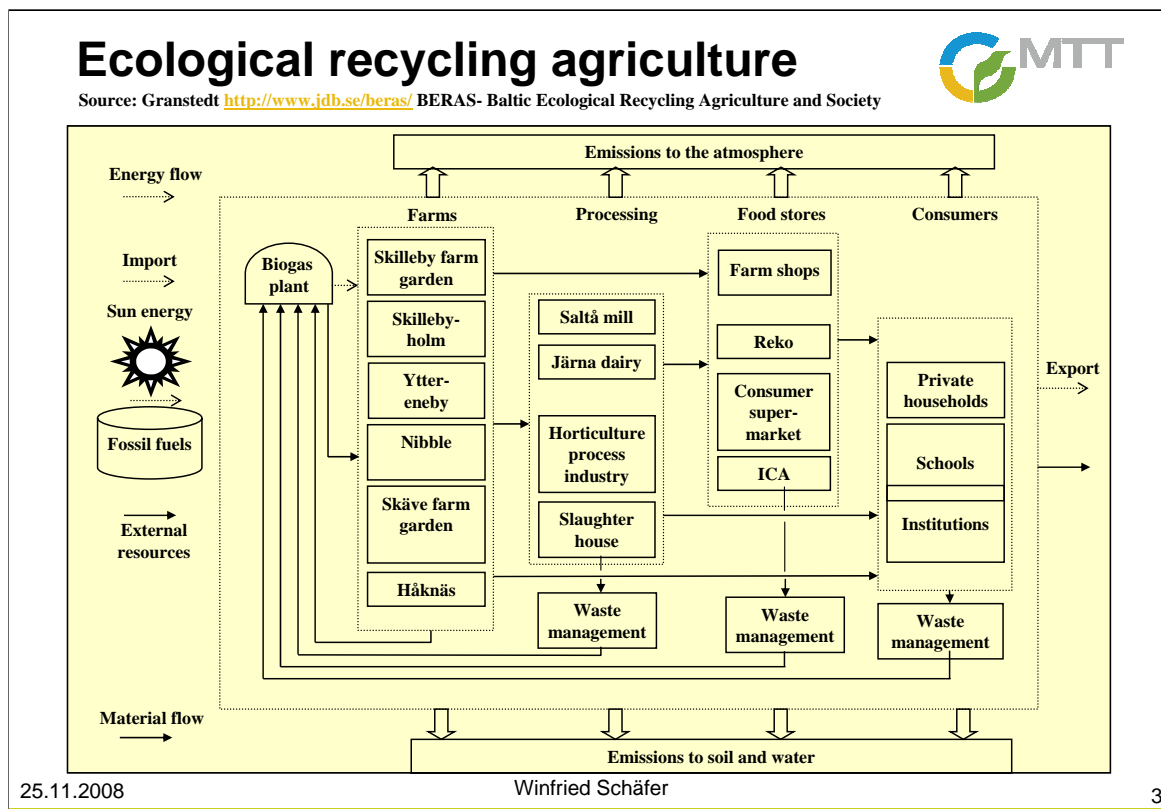 Ecological recycling agriculture
MTT
Source: Granstedt http://www.jdb.se/beras/ BERAS- Baltic Ecological Recycling Agriculture and Society
Emissions to the atmosphere
Energy flow
Farms
Processing
Food stores
Consumers
Import
Sun energy
Fossil fuels
External
resources
Material flow
Biogas
plant
Skilleby farm
garden
Skilleby-
holm
Ytter-
eneby
Nibble
Skäve farm
garden
Håknäs
Saltå mill
Järna dairy
Horticulture
process
industry
Slaughter
house
Waste
management
Farm shops
Reko
Consumer
super-
market
ICA
Waste
management
Private
households
Schools
Institutions
Waste
management
Export
Emissions to soil and water
25.11.2008
Winfried Schäfer
3